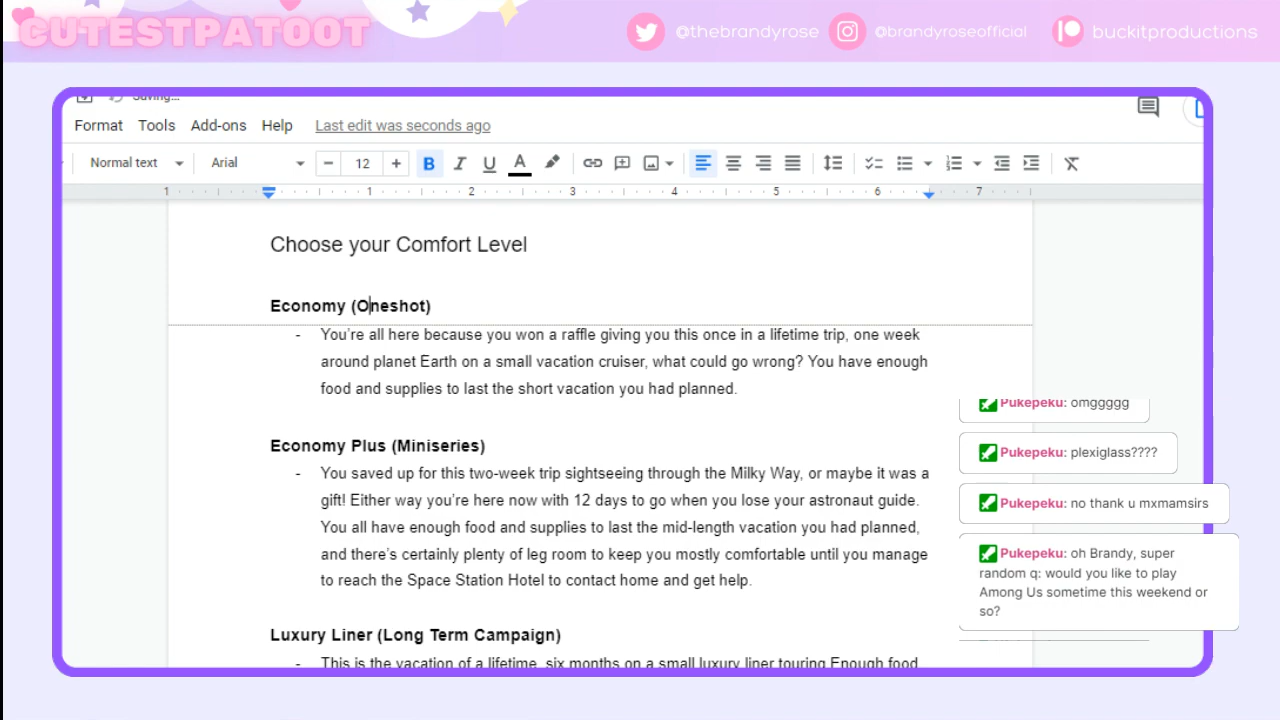 CUTESTPATOOT
@thebrandyrose
@brandyroseofficial
buckitproductions
Saving...
Format Tools Add-ons Help Last edit was seconds ago
Normal text Arial 12 B I U A
1 1 2 3 4 5 6 7
Choose your Comfort Level
Economy (Oneshot)
- You're all here because you won a raffle giving you this once in a lifetime trip, one week
around planet Earth on a small vacation cruiser, what could go wrong? You have enough
food and supplies to last the short vacation you had planned.
Economy Plus (Miniseries)
- You saved up for this two-week trip sightseeing through the Milky Way, or maybe it was a
gift! Either way you're here now with 12 days to go when you lose your astronaut guide.
You all have enough food and supplies to last the mid-length vacation you had planned,
and there's certainly plenty of leg room to keep you mostly comfortable until you manage
to reach the Space Station Hotel to contact home and get help.
Luxury Liner (Long Term Campaign)
- This is the vacation of a lifetime, six months on a small luxury liner touring Enough food
Pukepeku: omggggg
Pukepeku: plexiglass????
Pukepeku: no thank u mxmamsirs
Pukepeku: oh Brandy, super
random q: would you like to play
Among Us sometime this weekend or
so?